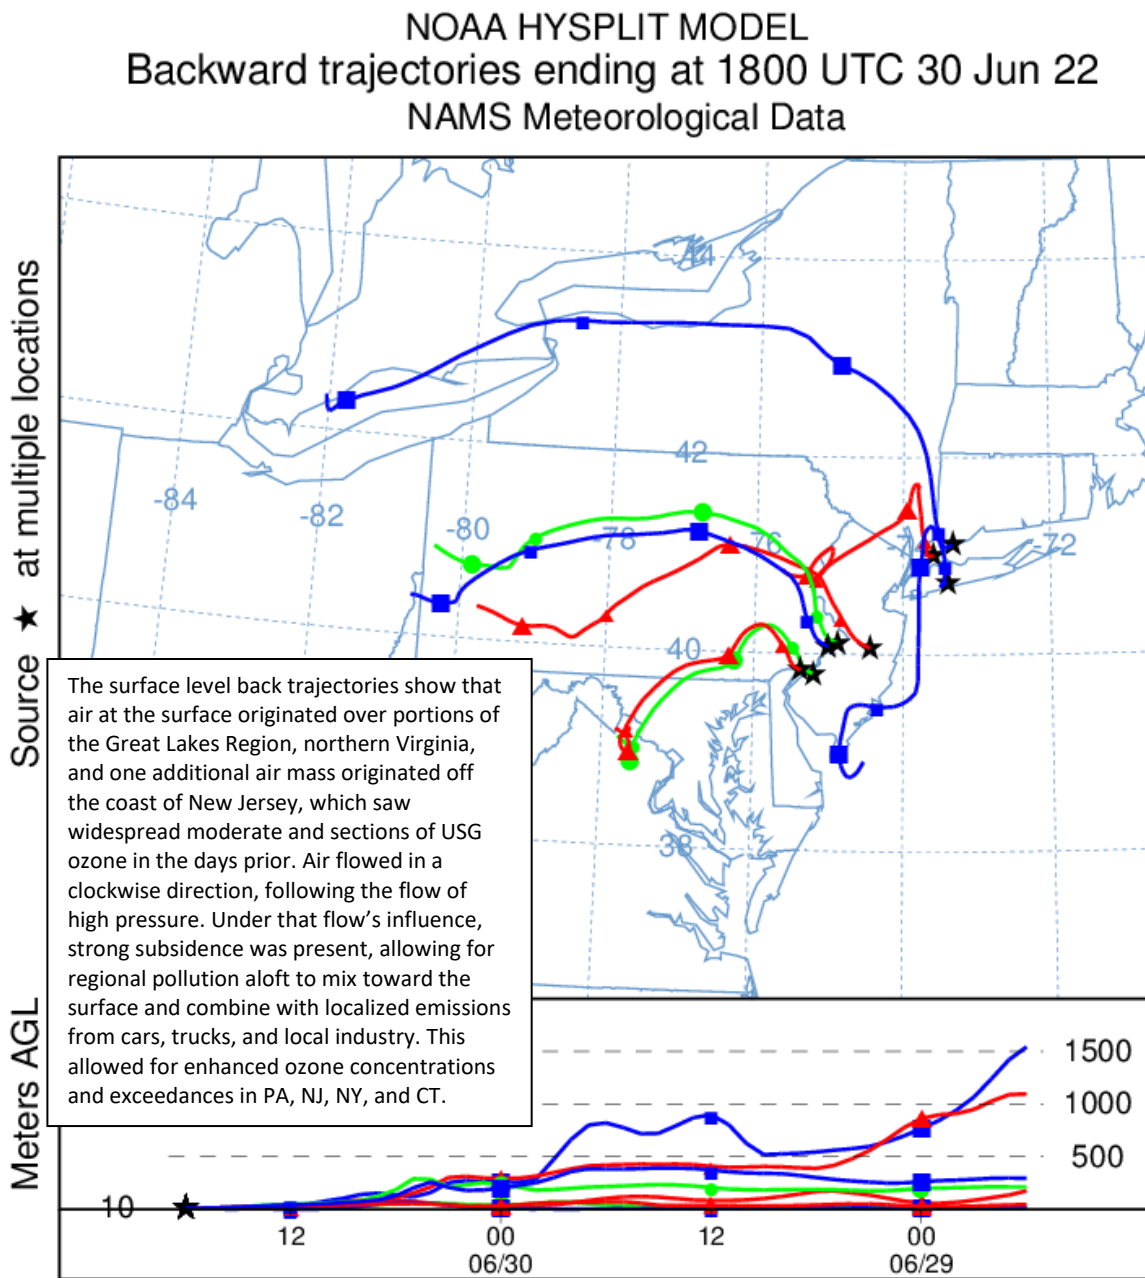 NOAA HYSPLIT MODEL
Backward trajectories ending at 1800 UTC 30 Jun 22
NAMS Meteorological Data
Source ★ at multiple locations
44
42
-84
-82
-80
-78
-76
-74
-72
40
38
The surface level back trajectories show that
air at the surface originated over portions of
the Great Lakes Region, northern Virginia,
and one additional air mass originated off
the coast of New Jersey, which saw
widespread moderate and sections of USG
ozone in the days prior. Air flowed in a
clockwise direction, following the flow of
high pressure. Under that flow’s influence,
strong subsidence was present, allowing for
regional pollution aloft to mix toward the
surface and combine with localized emissions
from cars, trucks, and local industry. This
allowed for enhanced ozone concentrations
and exceedances in PA, NJ, NY, and CT.
Meters AGL
1500
1000
500
10
12 00 12 00
06/30 06/29